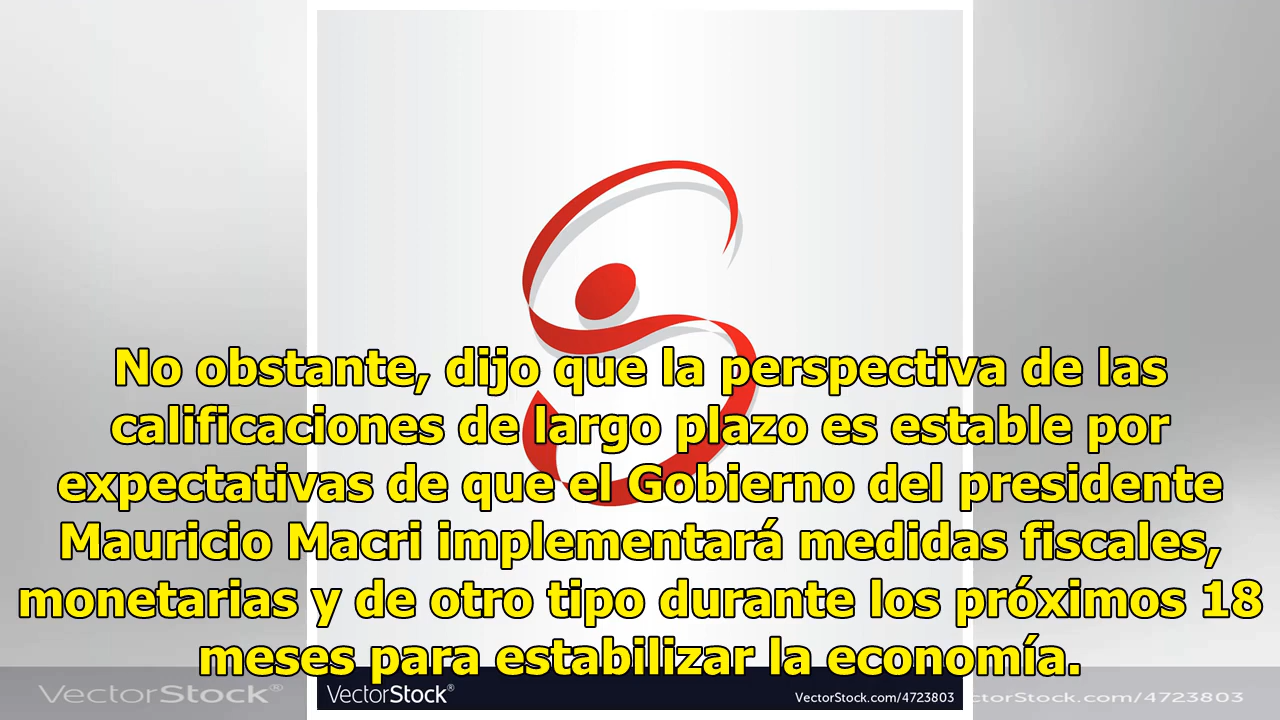 No obstante, dijo que la perspectiva de las
calificaciones de largo plazo es estable por
expectativas de que el Gobierno del presidente
Mauricio Macri implementará medidas fiscales,
monetarias y de otro tipo durante los próximos 18
meses para estabilizar la economía.
VectorStock®
VectorStock®
VectorStock.com/4723803
ctorStock.com/4723803